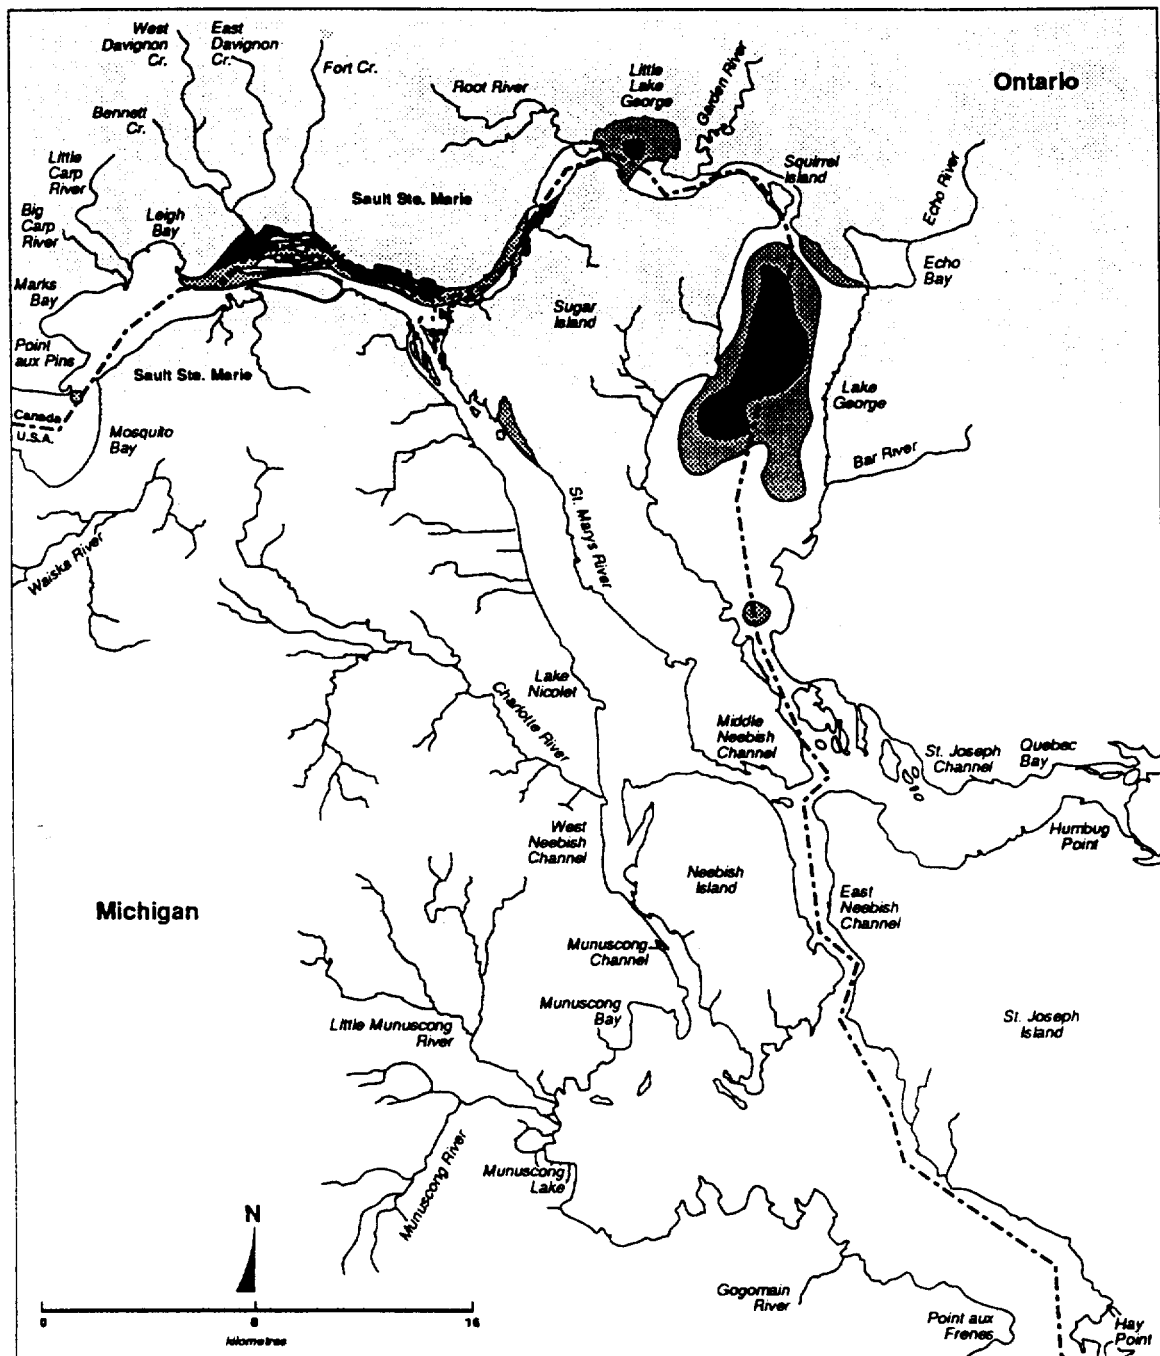 West
Davignon
Cr.
East
Davignon
Cr.
Fort Cr.
Root River
Little
Lake
George
Garden River
Ontario
Bennett
Cr.
Little
Carp
River
Big
Carp
River
Leigh
Bay
Sault Ste. Marie
Squirrel
Island
Echo River
Echo
Bay
Marks
Bay
Point
aux Pins
Sugar
Island
Sault Ste. Marie
Canada
U.S.A.
Mosquito
Bay
Lake
George
Bar River
St. Marys River
Waiska River
Lake
Nicolet
Charlotte River
Middle
Neebish
Channel
St. Joseph
Channel
Quebec
Bay
West
Neebish
Channel
Humbug
Point
Neebish
Island
East
Neebish
Channel
Michigan
Munuscong
Channel
Munuscong
Bay
Little Munuscong
River
St. Joseph
Island
Munuscong River
Munuscong
Lake
N
Gogomain
River
Point aux
Frenes
Hay
Point
0 8 16
kilometres